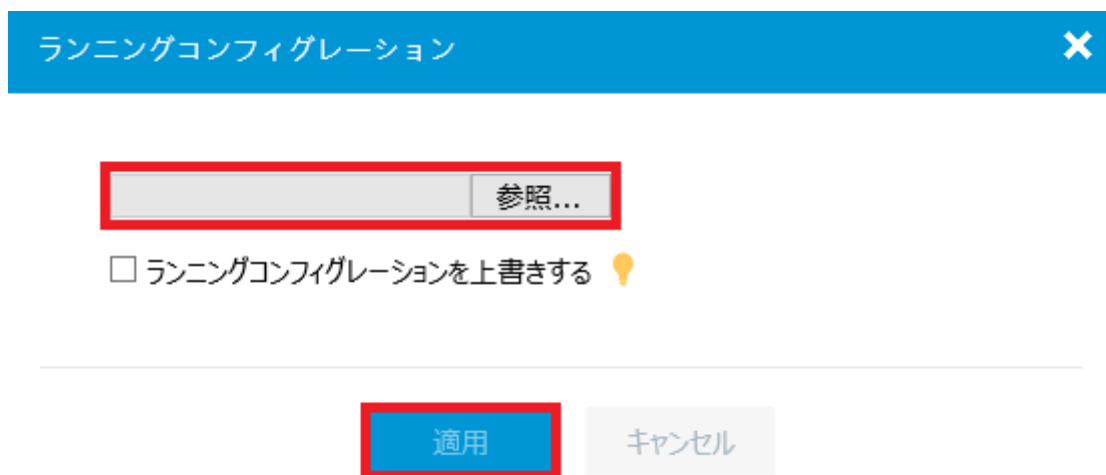 ランニングコンフィグレーション
参照...
ランニングコンフィグレーションを上書きする
適用 キャンセル